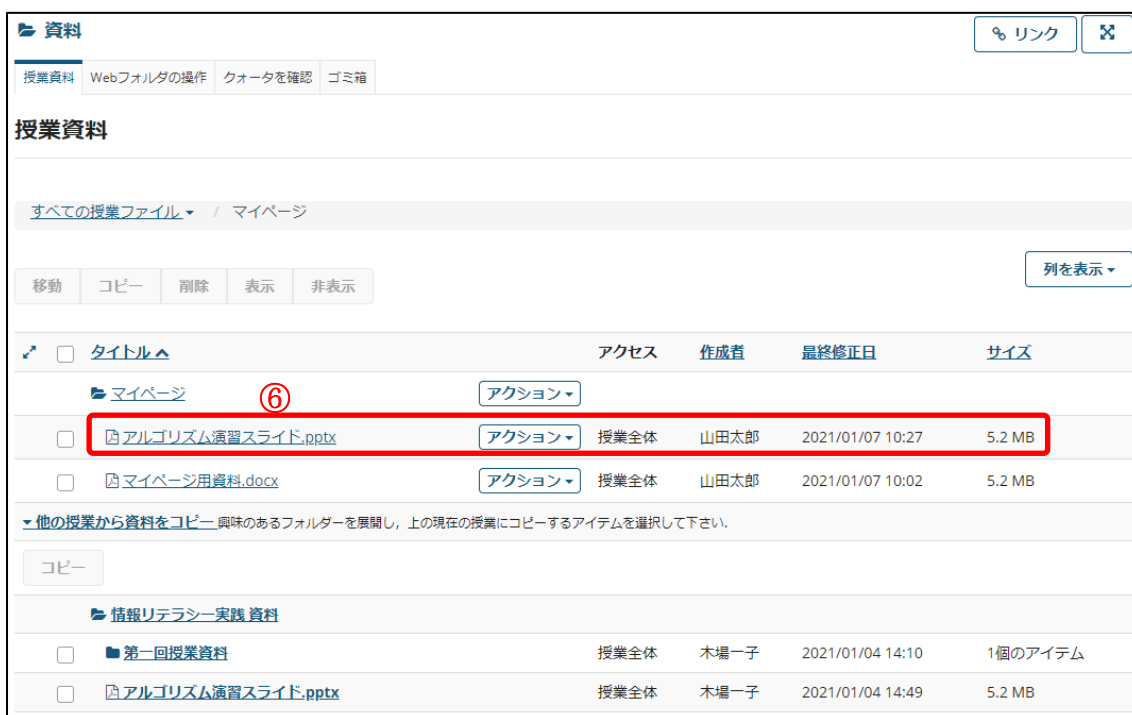 資料 リンク
授業資料 Webフォルダの操作 クォータを確認 ゴミ箱
授業資料
すべての授業ファイル / マイページ
列を表示
移動 コピー 削除 表示 非表示
タイトル アクセス 作成者 最終修正日 サイズ
マイページ ⑥ アクション
アルゴリズム演習スライド.pptx アクション 授業全体 山田太郎 2021/01/07 10:27 5.2 MB
マイページ用資料.docx アクション 授業全体 山田太郎 2021/01/07 10:02 5.2 MB
他の授業から資料をコピー 興味のあるフォルダーを展開し，上の現在の授業にコピーするアイテムを選択して下さい.
コピー
情報リテラシー実践 資料
第一回授業資料 授業全体 木場一子 2021/01/04 14:10 1個のアイテム
アルゴリズム演習スライド.pptx 授業全体 木場一子 2021/01/04 14:49 5.2 MB